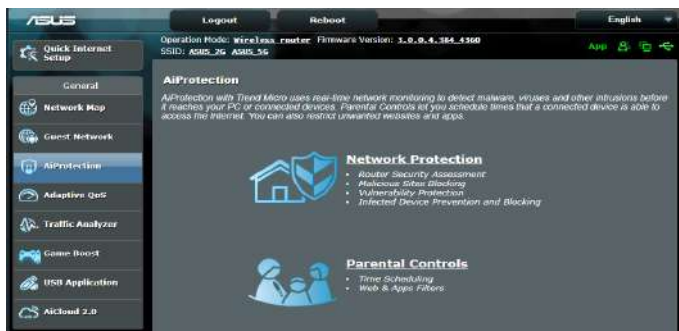 ASUS
Logout
Reboot
English
Operation Mode: Wireless router Firmware Version: 3.0.0.4.384_4360
SSID: ASUS_2G ASUS_5G
App
Quick Internet
Setup
General
Network Map
Guest Network
AiProtection
Adaptive QoS
Traffic Analyzer
Game Boost
USB Application
AiCloud 2.0
AiProtection
AiProtection with Trend Micro uses real-time network monitoring to detect malware, viruses and other intrusions before
it reaches your PC or connected devices. Parental Controls let you schedule times that a connected device is able to
access the Internet. You can also restrict unwanted websites and apps.
Network Protection
• Router Security Assessment
• Malicious Sites Blocking
• Vulnerability Protection
• Infected Device Prevention and Blocking
Parental Controls
• Time Scheduling
• Web & Apps Filters